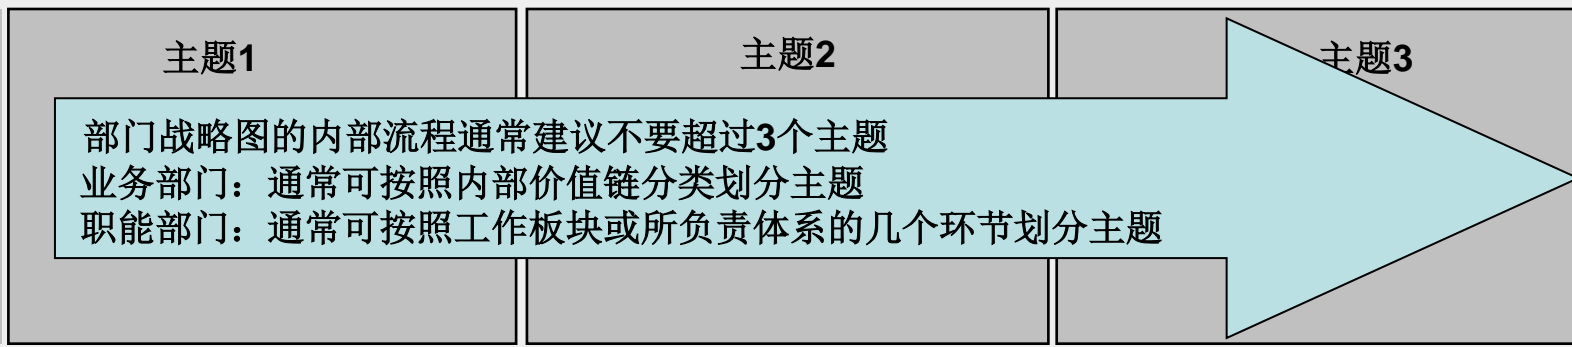 主题1
主题2
主题3
部门战略图的内部流程通常建议不要超过3个主题
业务部门：通常可按照内部价值链分类划分主题
职能部门：通常可按照工作板块或所负责体系的几个环节划分主题